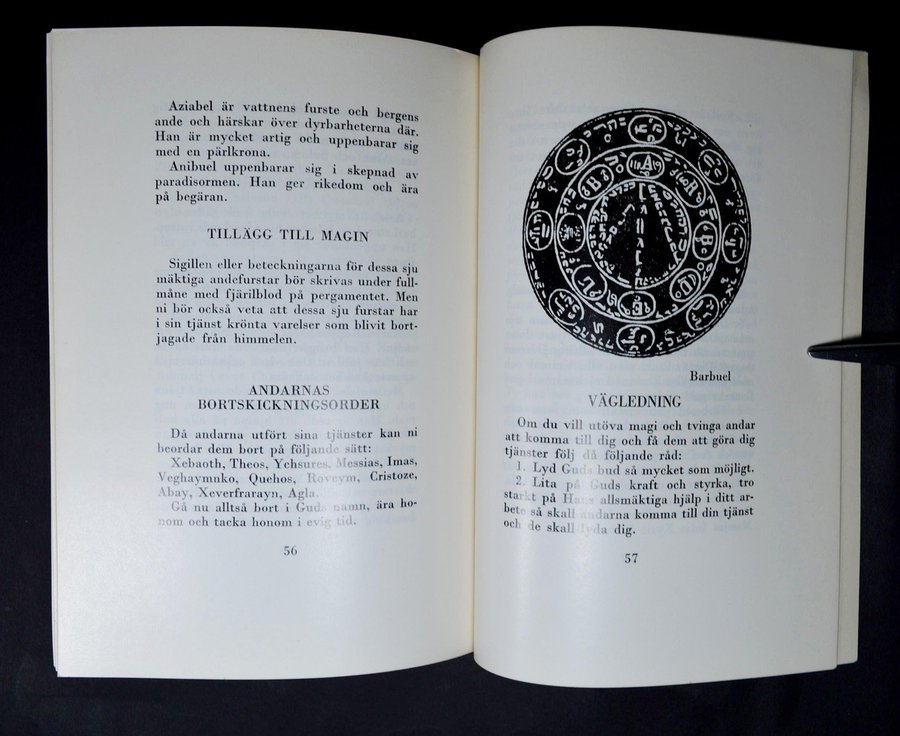 Aziabel är vattnens furste och bergens
ande och härskar över dyrbarheterna där.
Han är mycket artig och uppenbarar sig
med en pärlkrona.
Anibuel uppenbarar sig i skepnad av
paradisormen. Han ger rikedom och ära
på begäran.
TILLÄGG TILL MAGIN
Sigillen eller beteckningarna för dessa sju
mäktiga andefurstar bör skrivas under full-
måne med fjärilblod på pergamentet. Men
ni bör också veta att dessa sju furstar har
i sin tjänst krönta varelser som blivit bort-
jagade från himmelen.
ANDARNAS
BORTSKICKNINGSORDER
Då andarna utfört sina tjänster kan ni
beordar dem bort på följande sätt:
Xebaoth, Theos, Yehsures, Messias, Imas,
Veghaymnko, Quehos, Roveym, Cristoze,
Abay, Xeverfrarayn, Agla.
Gå nu alltså bort i Guds namn, ära ho-
nom och tacka honom i evig tid.
56
Barbuel
VÄGLEDNING
Om du vill utöva magi och tvinga andar
att komma till dig och få dem att göra dig
tjänster följ då följande råd:
1. Lyd Guds bud så mycket som möjligt.
2. Lita på Guds kraft och styrka, tro
starkt på Hans allsmäktiga hjälp i ditt ar-
bete så skall andarna komma till din tjänst
och de skall lyda dig.
57